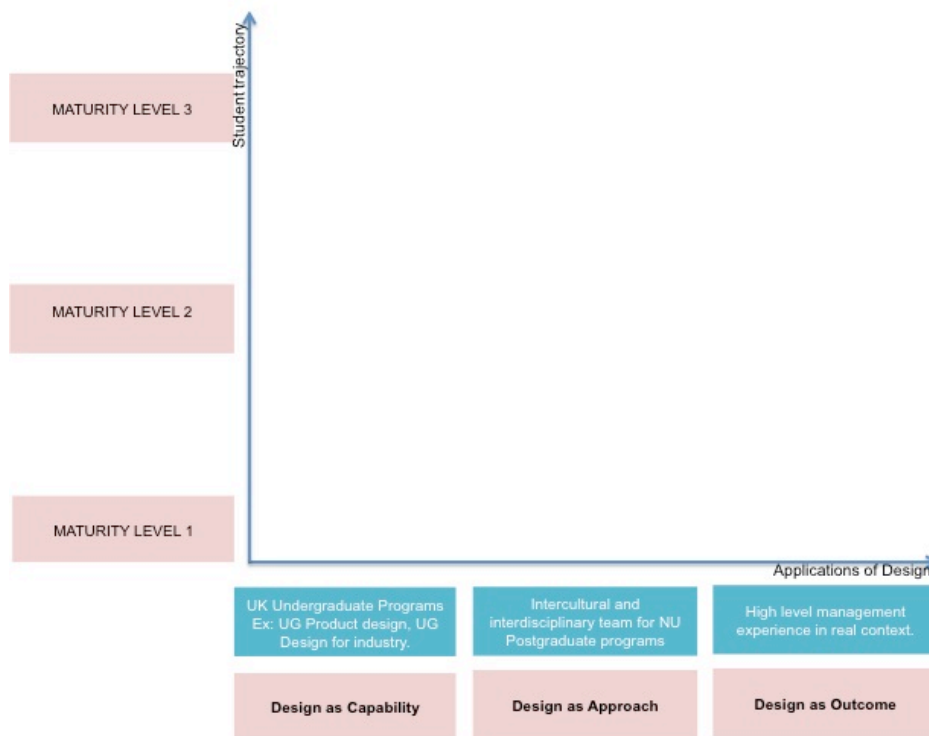 Student trajectory
MATURITY LEVEL 3
MATURITY LEVEL 2
MATURITY LEVEL 1
Applications of Design
UK Undergraduate Programs
Ex: UG Product design, UG
Design for industry.
Intercultural and
interdisciplinary team for NU
Postgraduate programs
High level management
experience in real context.
Design as Capability
Design as Approach
Design as Outcome